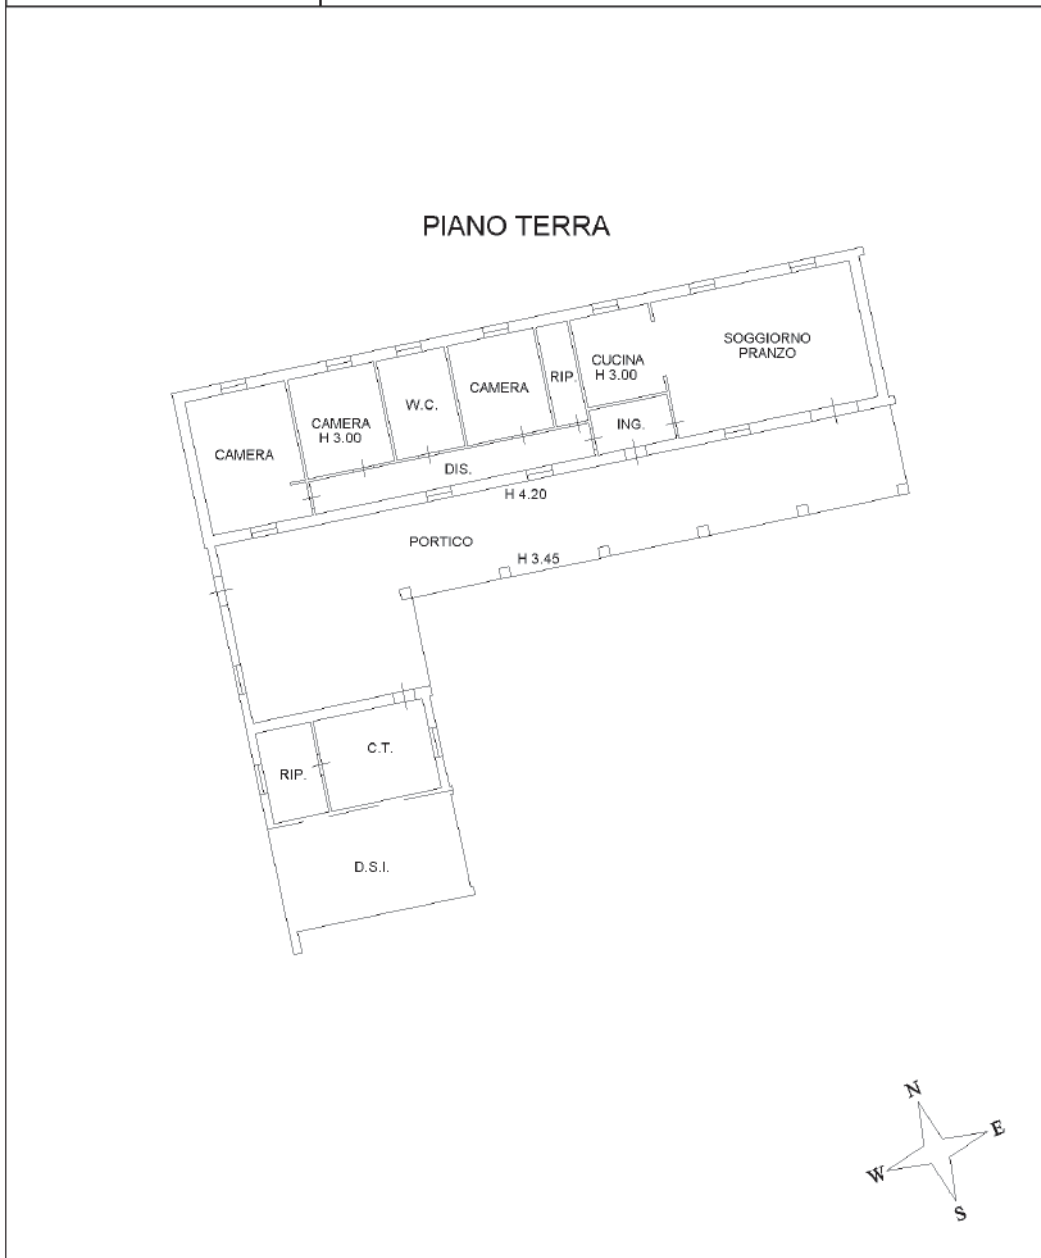 PIANO TERRA
SOGGIORNO
PRANZO
CUCINA
H 3.00
RIP.
CAMERA
W.C.
CAMERA
H 3.00
ING.
CAMERA
DIS.
H 4.20
PORTICO
H 3.45
C.T.
RIP.
D.S.I.
N
E
W
S